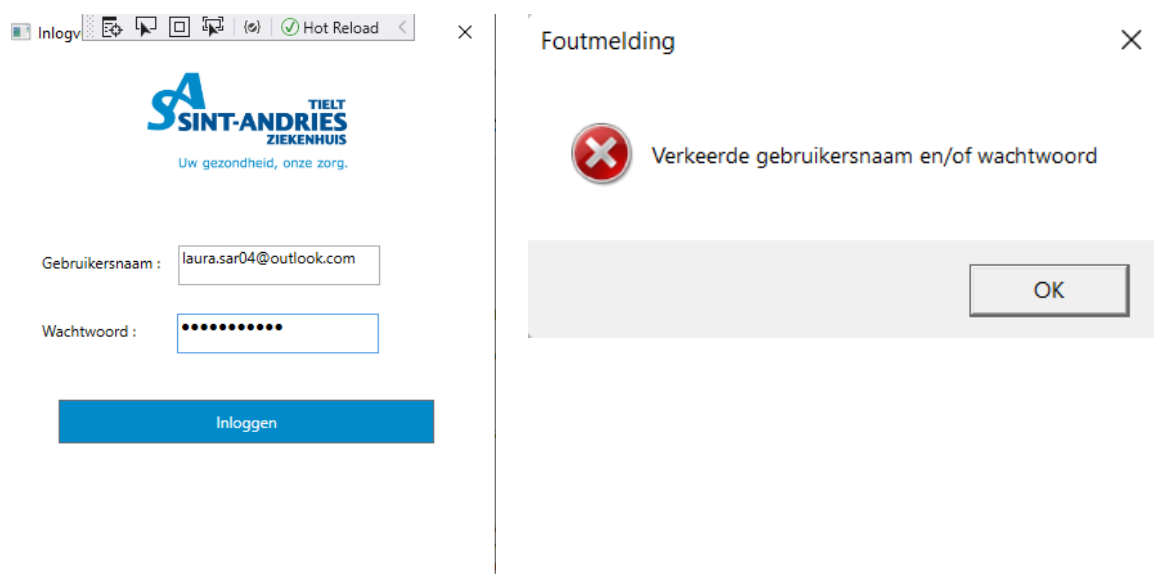 Inlogv
Hot Reload
TIELT
SINT-ANDRIES
ZIEKENHUIS
Uw gezondheid, onze zorg.
Gebruikersnaam :
laura.sar04@outlook.com
Wachtwoord :
•••••••••••
Inloggen
Foutmelding
Verkeerde gebruikersnaam en/of wachtwoord
OK